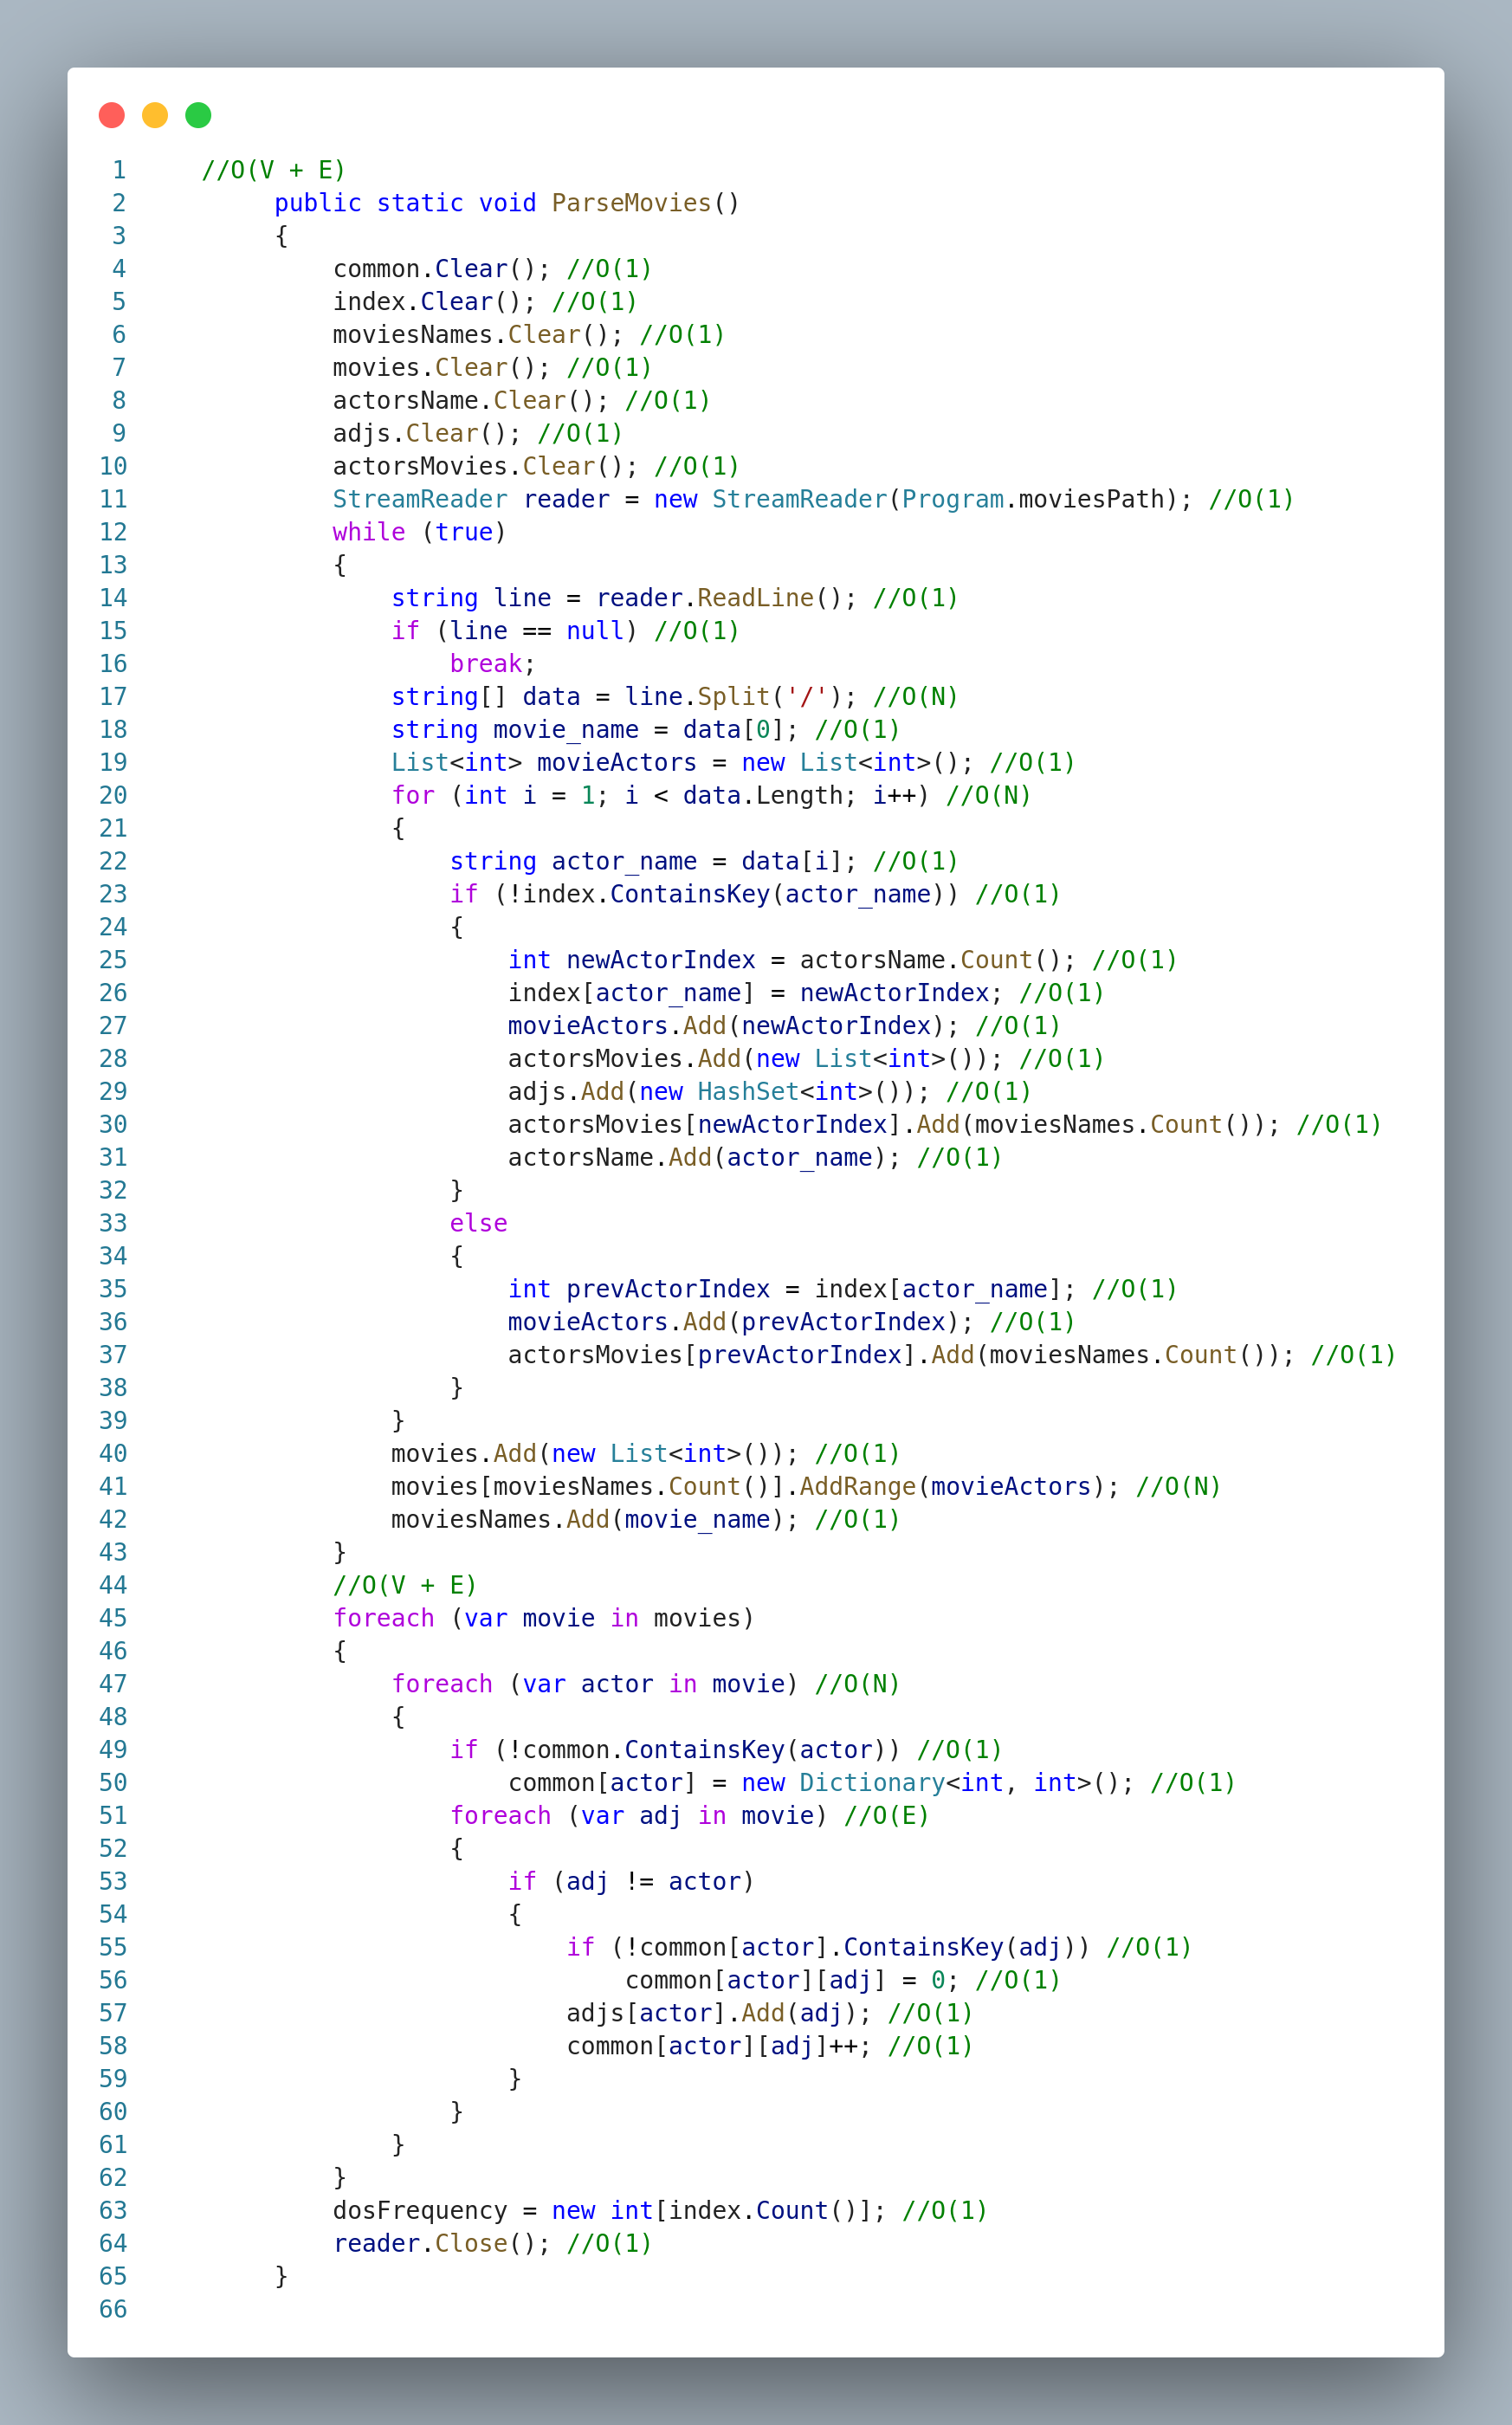 1 //O(V + E)
2 public static void ParseMovies()
3 {
4 common.Clear(); //O(1)
5 index.Clear(); //O(1)
6 moviesNames.Clear(); //O(1)
7 movies.Clear(); //O(1)
8 actorsName.Clear(); //O(1)
9 adjs.Clear(); //O(1)
10 actorsMovies.Clear(); //O(1)
11 StreamReader reader = new StreamReader(Program.moviesPath); //O(1)
12 while (true)
13 {
14 string line = reader.ReadLine(); //O(1)
15 if (line == null) //O(1)
16 break;
17 string[] data = line.Split('/'); //O(N)
18 string movie_name = data[0]; //O(1)
19 List<int> movieActors = new List<int>(); //O(1)
20 for (int i = 1; i < data.Length; i++) //O(N)
21 {
22 string actor_name = data[i]; //O(1)
23 if (!index.ContainsKey(actor_name)) //O(1)
24 {
25 int newActorIndex = actorsName.Count(); //O(1)
26 index[actor_name] = newActorIndex; //O(1)
27 movieActors.Add(newActorIndex); //O(1)
28 actorsMovies.Add(new List<int>()); //O(1)
29 adjs.Add(new HashSet<int>()); //O(1)
30 actorsMovies[newActorIndex].Add(moviesNames.Count()); //O(1)
31 actorsName.Add(actor_name); //O(1)
32 }
33 else
34 {
35 int prevActorIndex = index[actor_name]; //O(1)
36 movieActors.Add(prevActorIndex); //O(1)
37 actorsMovies[prevActorIndex].Add(moviesNames.Count()); //O(1)
38 }
39 }
40 movies.Add(new List<int>()); //O(1)
41 movies[moviesNames.Count()].AddRange(movieActors); //O(N)
42 moviesNames.Add(movie_name); //O(1)
43 }
44 //O(V + E)
45 foreach (var movie in movies)
46 {
47 foreach (var actor in movie) //O(N)
48 {
49 if (!common.ContainsKey(actor)) //O(1)
50 common[actor] = new Dictionary<int, int>(); //O(1)
51 foreach (var adj in movie) //O(E)
52 {
53 if (adj != actor)
54 {
55 if (!common[actor].ContainsKey(adj)) //O(1)
56 common[actor][adj] = 0; //O(1)
57 adjs[actor].Add(adj); //O(1)
58 common[actor][adj]++; //O(1)
59 }
60 }
61 }
62 }
63 dosFrequency = new int[index.Count()]; //O(1)
64 reader.Close(); //O(1)
65 }
66